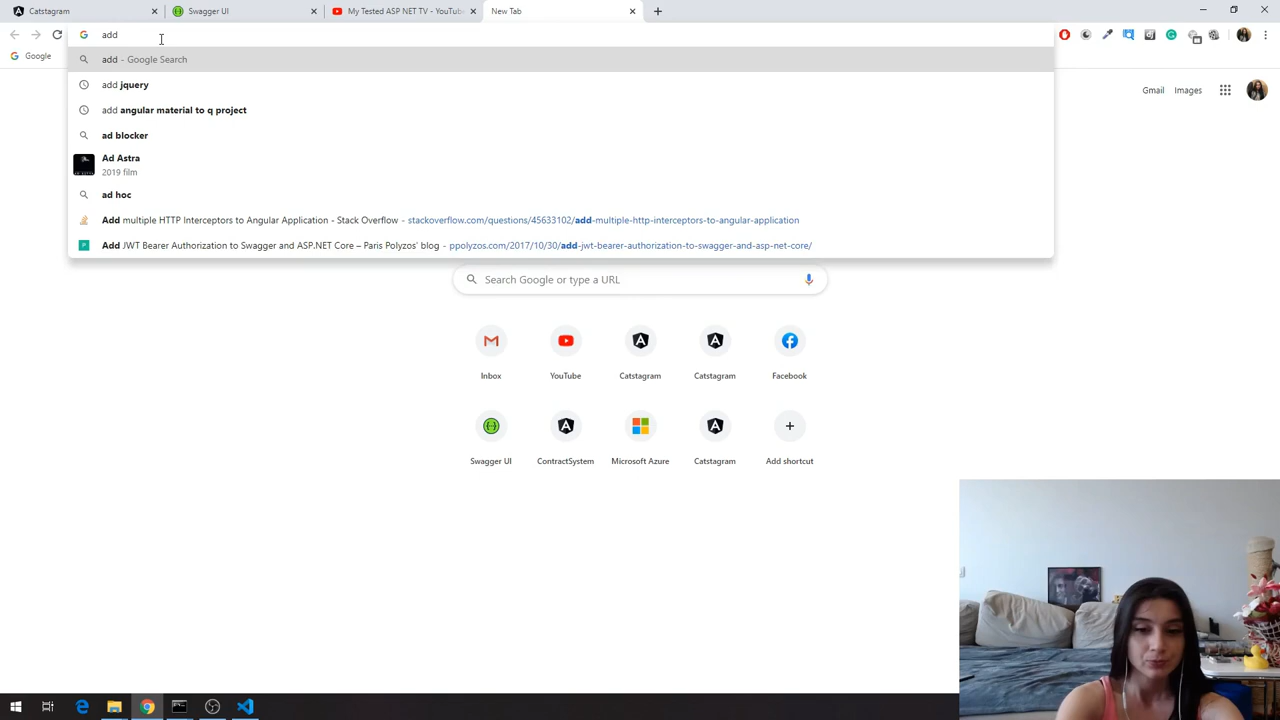 Catstagram
Swagger UI
My Tested ASP NET TV - YouTub
New Tab
add
Google
add - Google Search
add jquery
add angular material to q project
ad blocker
Ad Astra
2019 film
ad hoc
Add multiple HTTP Interceptors to Angular Application - Stack Overflow - stackoverflow.com/questions/45633102/add-multiple-http-interceptors-to-angular-application
Add JWT Bearer Authorization to Swagger and ASP.NET Core – Paris Polyzos' blog - ppolyzos.com/2017/10/30/add-jwt-bearer-authorization-to-swagger-and-asp-net-core/
Gmail Images
Search Google or type a URL
Inbox
YouTube
Catstagram
Catstagram
Facebook
Swagger UI
ContractSystem
Microsoft Azure
Catstagram
Add shortcut